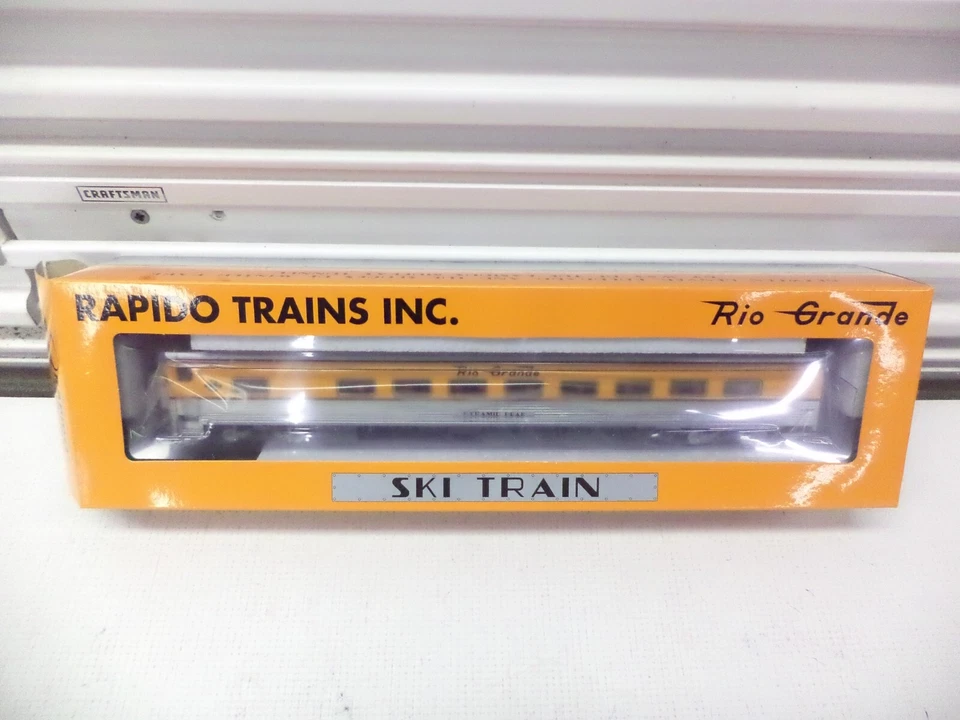 CRAFTSMAN
RAPIDO TRAINS INC.
Rio Grande
Rio Grande
SKI TRAIN